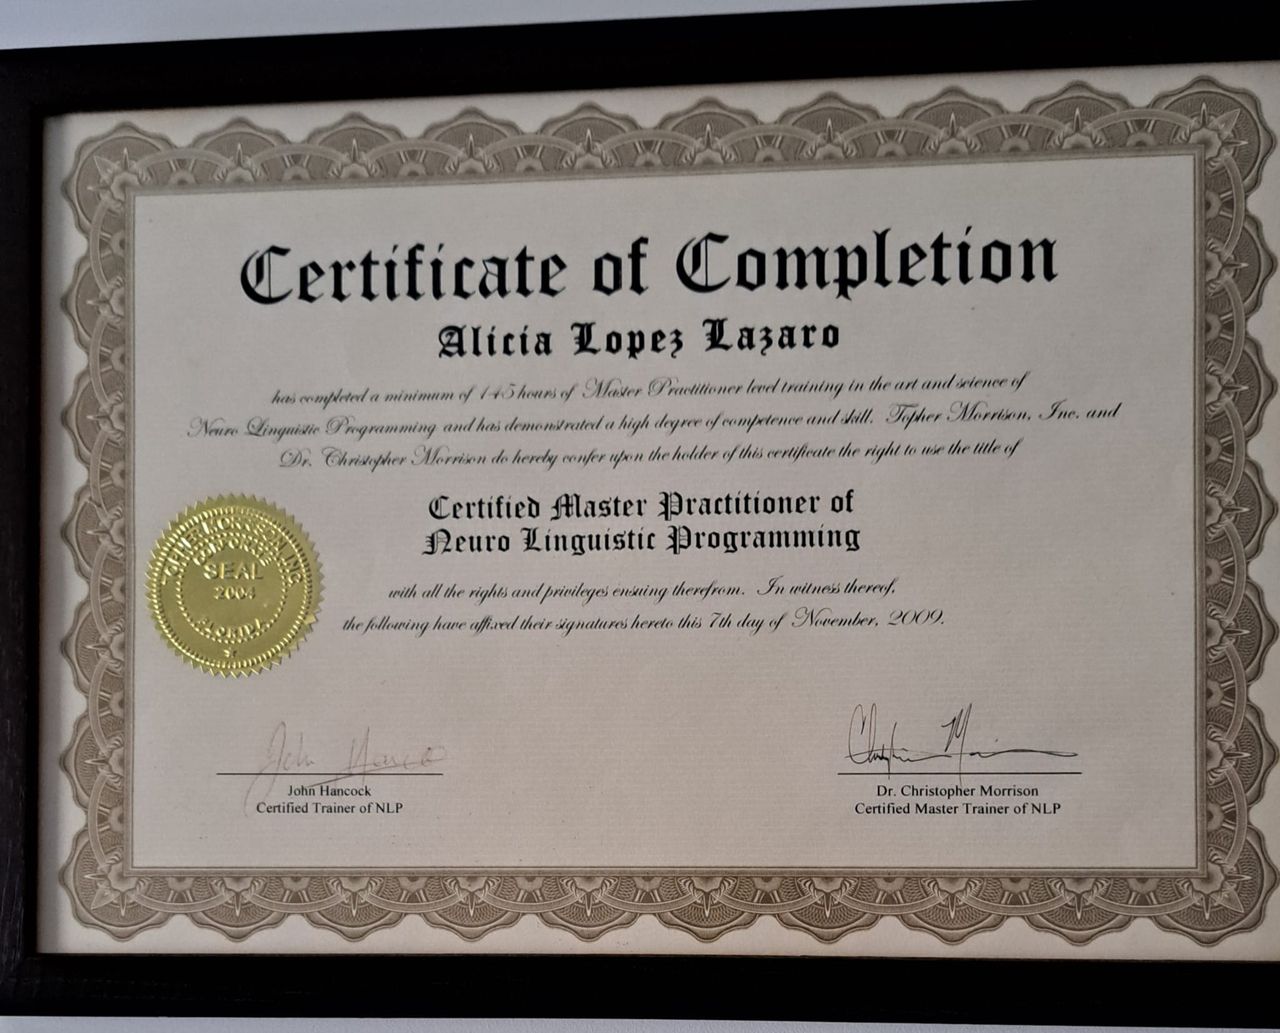 Certificate of Completion
Alicia Lopez Lazaro
has completed a minimum of 145 hours of Master Practitioner level training in the art and science of
Neuro Linguistic Programming and has demonstrated a high degree of competence and skill. Topher Morrison, Inc. and
Dr. Christopher Morrison do hereby confer upon the holder of this certificate the right to use the title of
Certified Master Practitioner of
Neuro Linguistic Programming
TOPHER MORRISON, INC.
CORPORATE
SEAL
2004
FLORIDA
with all the rights and privileges ensuing therefrom. In witness thereof,
the following have affixed their signatures hereto this 7th day of November, 2009.
John Hancock
Certified Trainer of NLP
Dr. Christopher Morrison
Certified Master Trainer of NLP